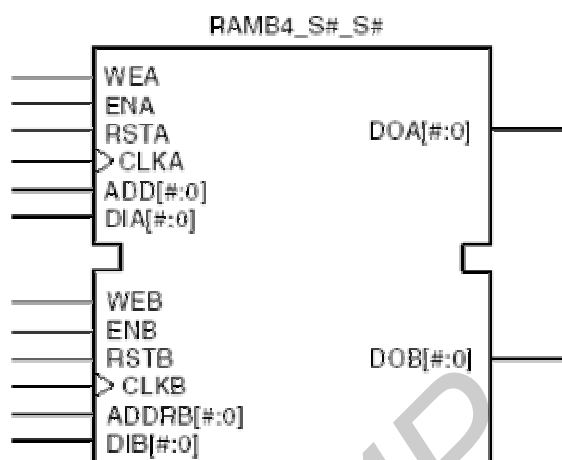 RAMB4_S#_S#
WEA
ENA
RSTA
CLKA
ADD[#:0]
DIA[#:0]
DOA[#:0]
WEB
ENB
RSTB
CLKB
ADDRB[#:0]
DIB[#:0]
DOB[#:0]